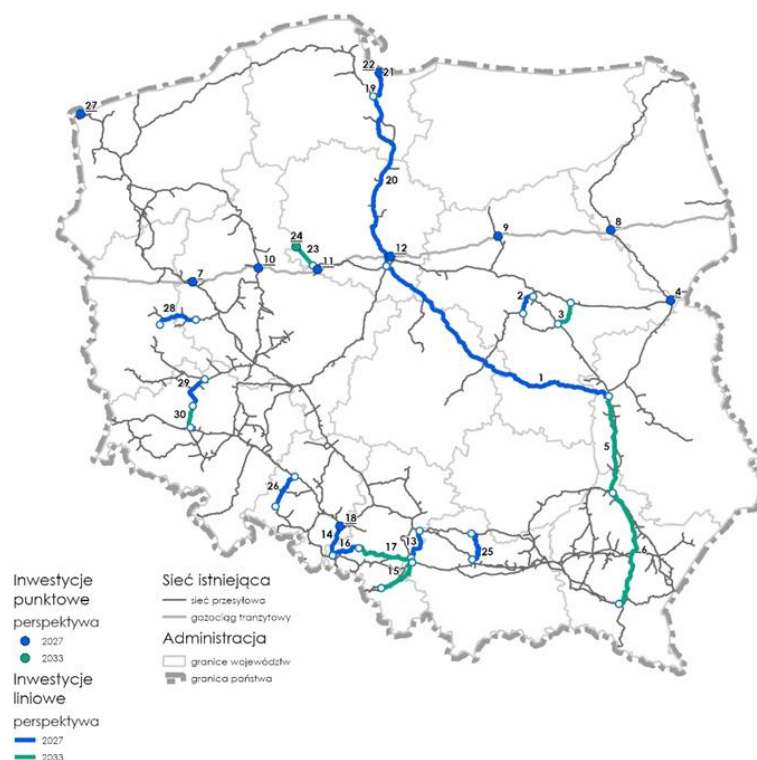 22
21
19
27
20
24
23
12
9
8
11
10
7
4
2
3
28
1
29
30
5
26
18
14
16
17
13
25
15
6
Inwestycje
punktowe
perspektywa
2027
2033
Inwestycje
liniowe
perspektywa
2027
2033
Sieć istniejąca
sieć przesyłowa
gazociąg tranzytowy
Administracja
granice województw
granica państwa